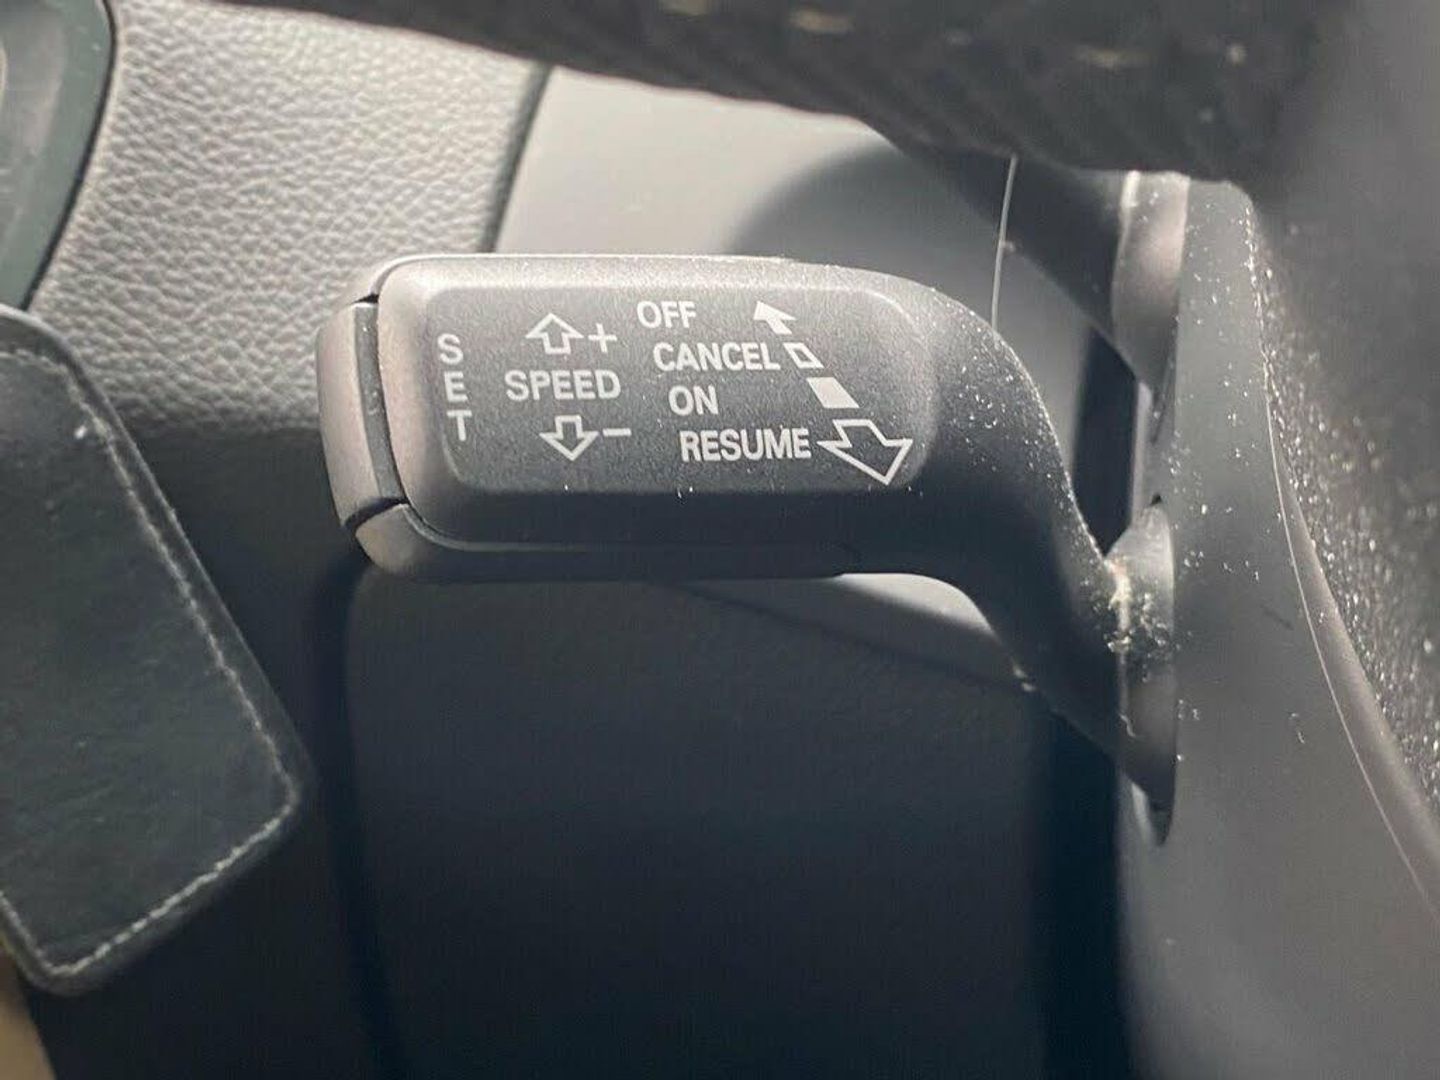 SET
+
SPEED
-
OFF
CANCEL
ON
RESUME